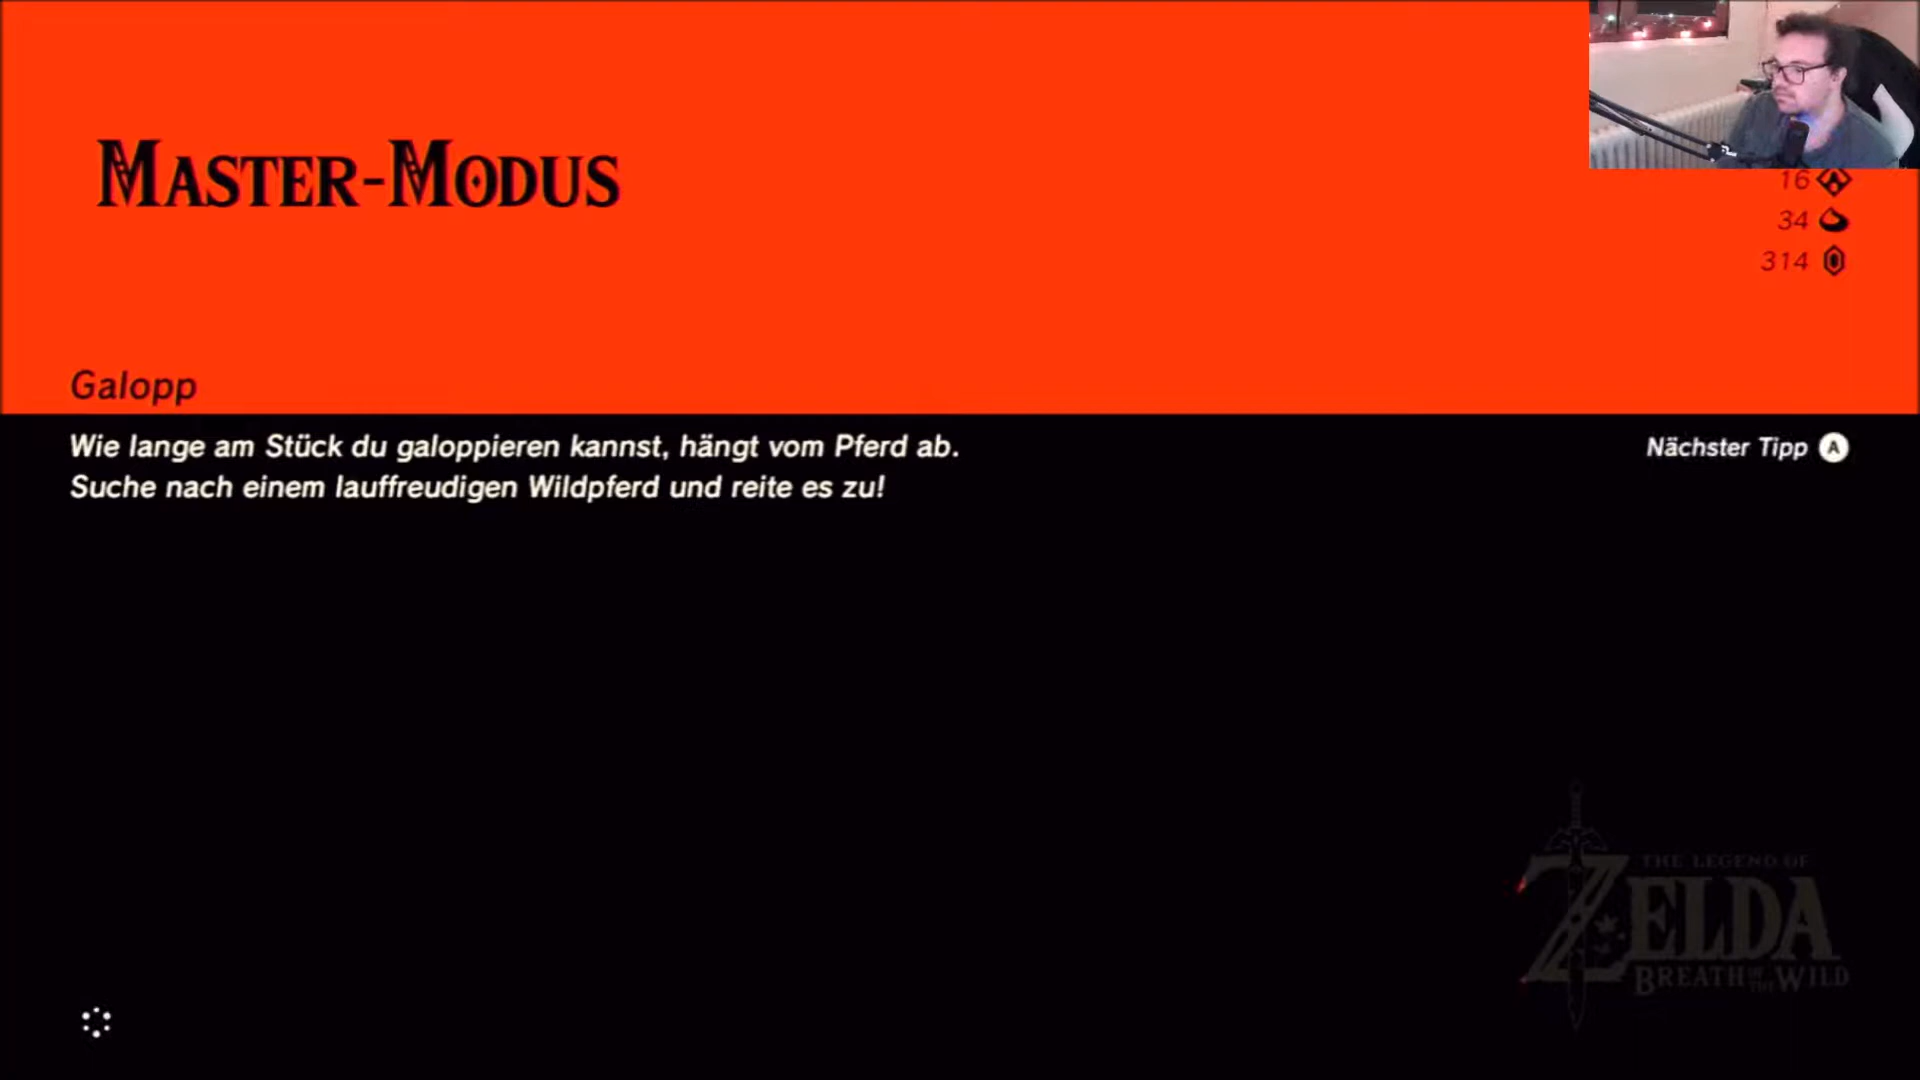 MASTER-MODUS
16
34
314
Galopp
Wie lange am Stück du galoppieren kannst, hängt vom Pferd ab.
Suche nach einem lauffreudigen Wildpferd und reite es zu!
Nächster Tipp A
THE LEGEND OF
ZELDA
BREATH OF THE WILD